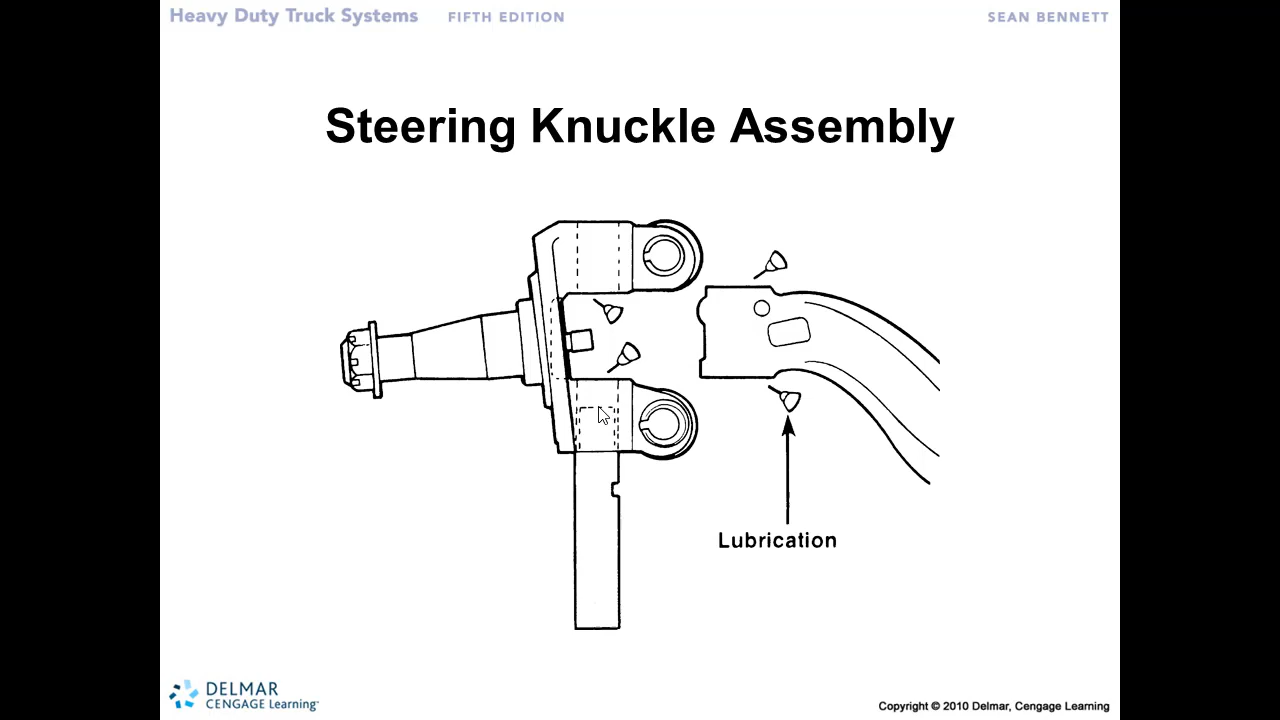 Heavy Duty Truck Systems FIFTH EDITION SEAN BENNETT
Steering Knuckle Assembly
Lubrication
DELMAR
CENGAGE Learning™
Copyright © 2010 Delmar, Cengage Learning